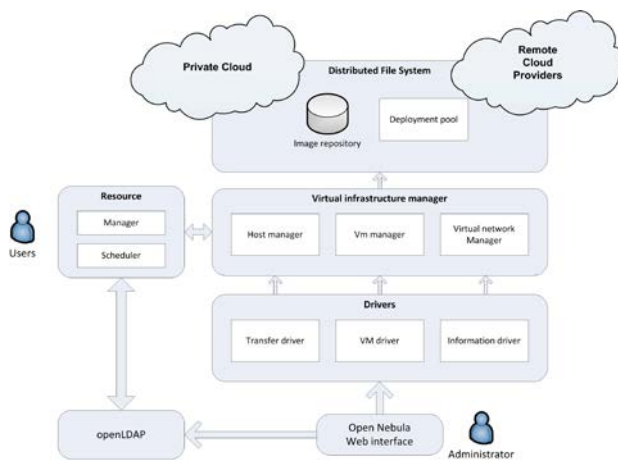 Private Cloud
Remote
Cloud
Providers
Distributed File System
Image repository
Deployment pool
Users
Resource
Manager
Scheduler
Virtual infrastructure manager
Host manager
Vm manager
Virtual network
Manager
Drivers
Transfer driver
VM driver
Information driver
openLDAP
Open Nebula
Web interface
Administrator